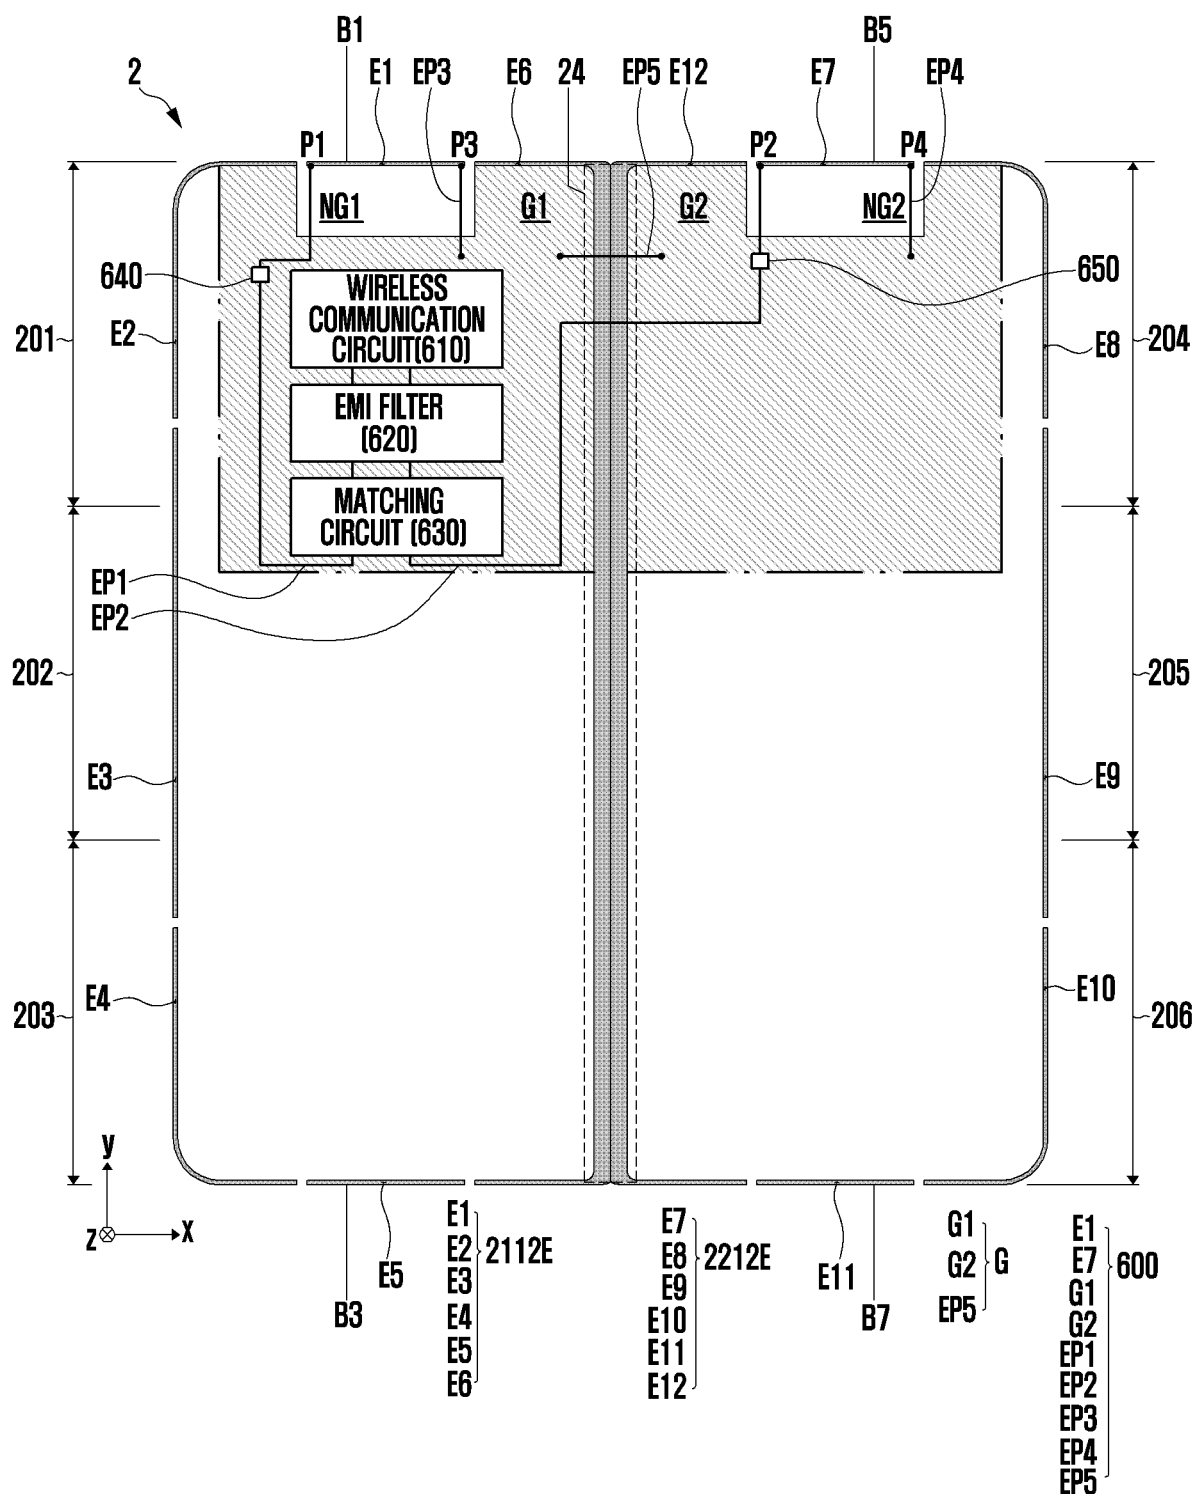 B1
B5
2
E1
EP3
E6
24
EP5
E12
E7
EP4
P1
P3
P2
P4
NG1
G1
G2
NG2
640
650
WIRELESS
COMMUNICATION
CIRCUIT(610)
201
E2
E8
204
EMI FILTER
(620)
MATCHING
CIRCUIT (630)
EP1
EP2
202
205
E3
E9
E4
E10
203
206
y
z
x
E5
B3
E1
E2
E3
E4
E5
E6
2112E
E7
E8
E9
E10
E11
E12
2212E
E11
B7
G1
G2
EP5
G
E1
E7
G1
G2
EP1
EP2
EP3
EP4
EP5
600